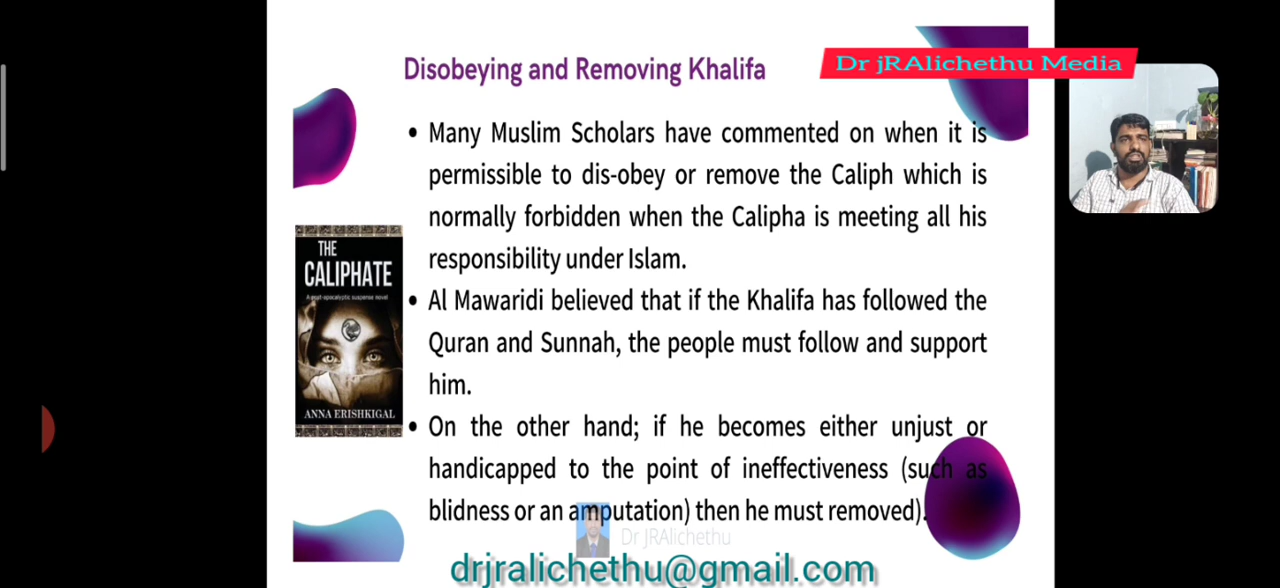 Disobeying and Removing Khalifa
Dr jRAlichethu Media
• Many Muslim Scholars have commented on when it is
permissible to dis-obey or remove the Caliph which is
normally forbidden when the Calipha is meeting all his
responsibility under Islam.
THE
CALIPHATE
A post-apocalyptic suspense novel
ANNA ERISHKIGAL
• Al Mawaridi believed that if the Khalifa has followed the
Quran and Sunnah, the people must follow and support
him.
• On the other hand; if he becomes either unjust or
handicapped to the point of ineffectiveness (such as
blidness or an amputation) then he must removed).
Dr JRAlichethu
drjralichethu@gmail.com